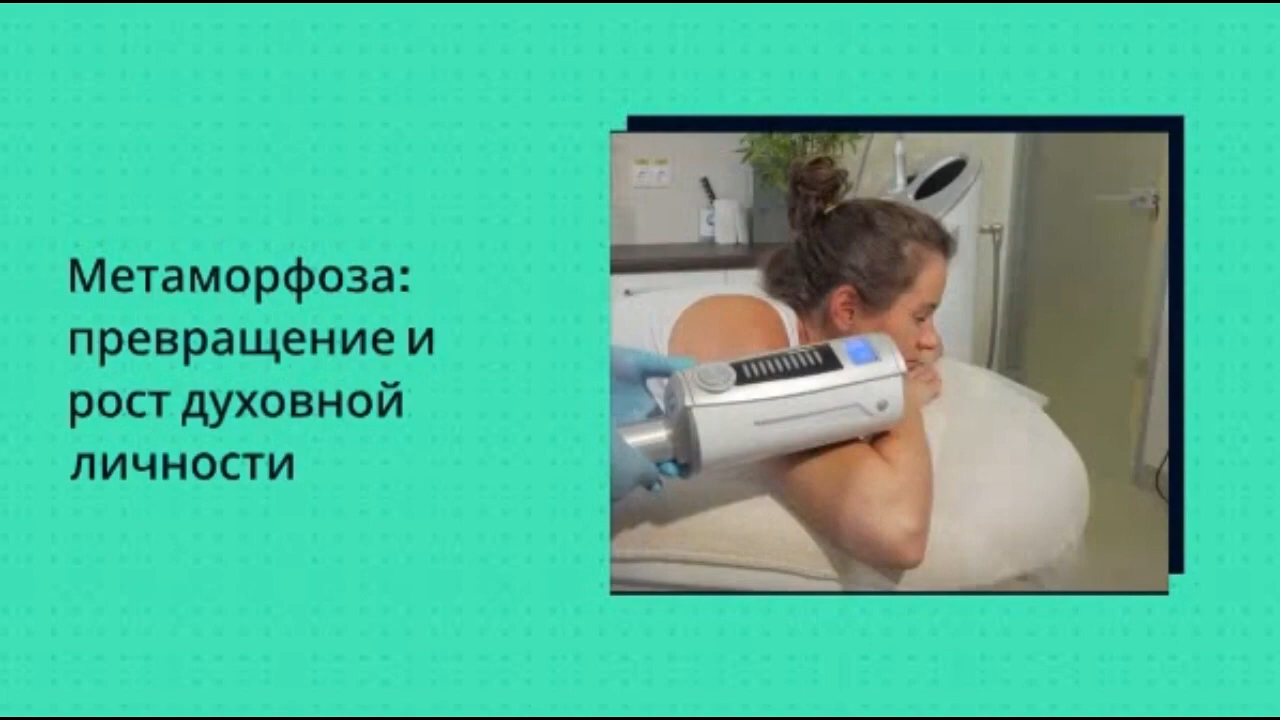 Метаморфоза:
превращение и
рост духовной
личности